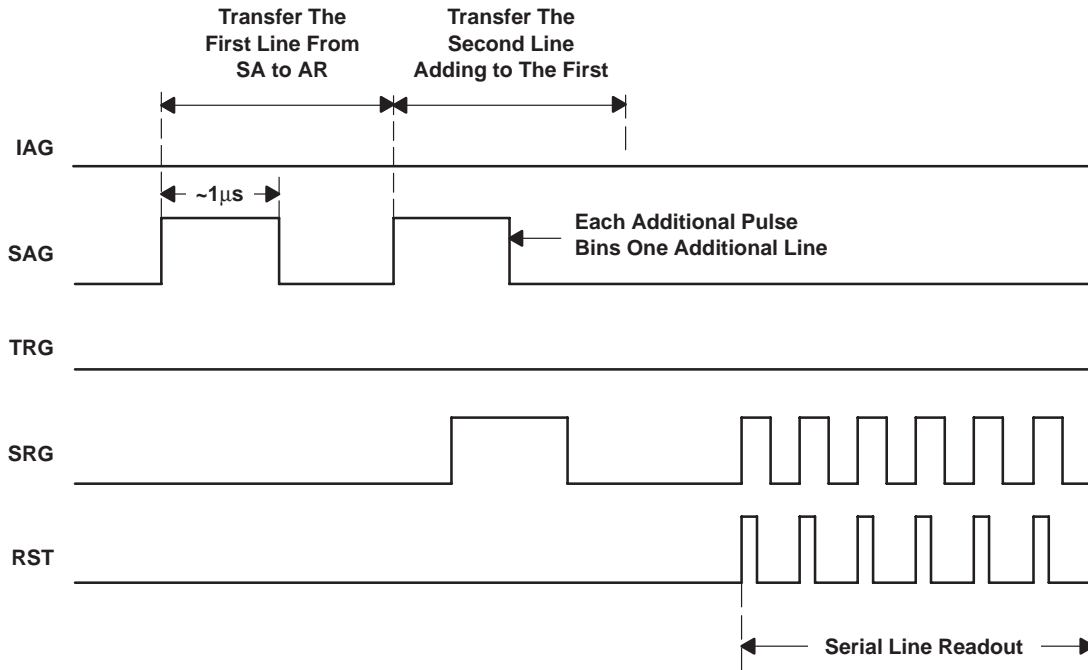 Transfer The
First Line From
SA to AR
Transfer The
Second Line
Adding to The First
IAG
~1μs
SAG
Each Additional Pulse
Bins One Additional Line
TRG
SRG
RST
Serial Line Readout